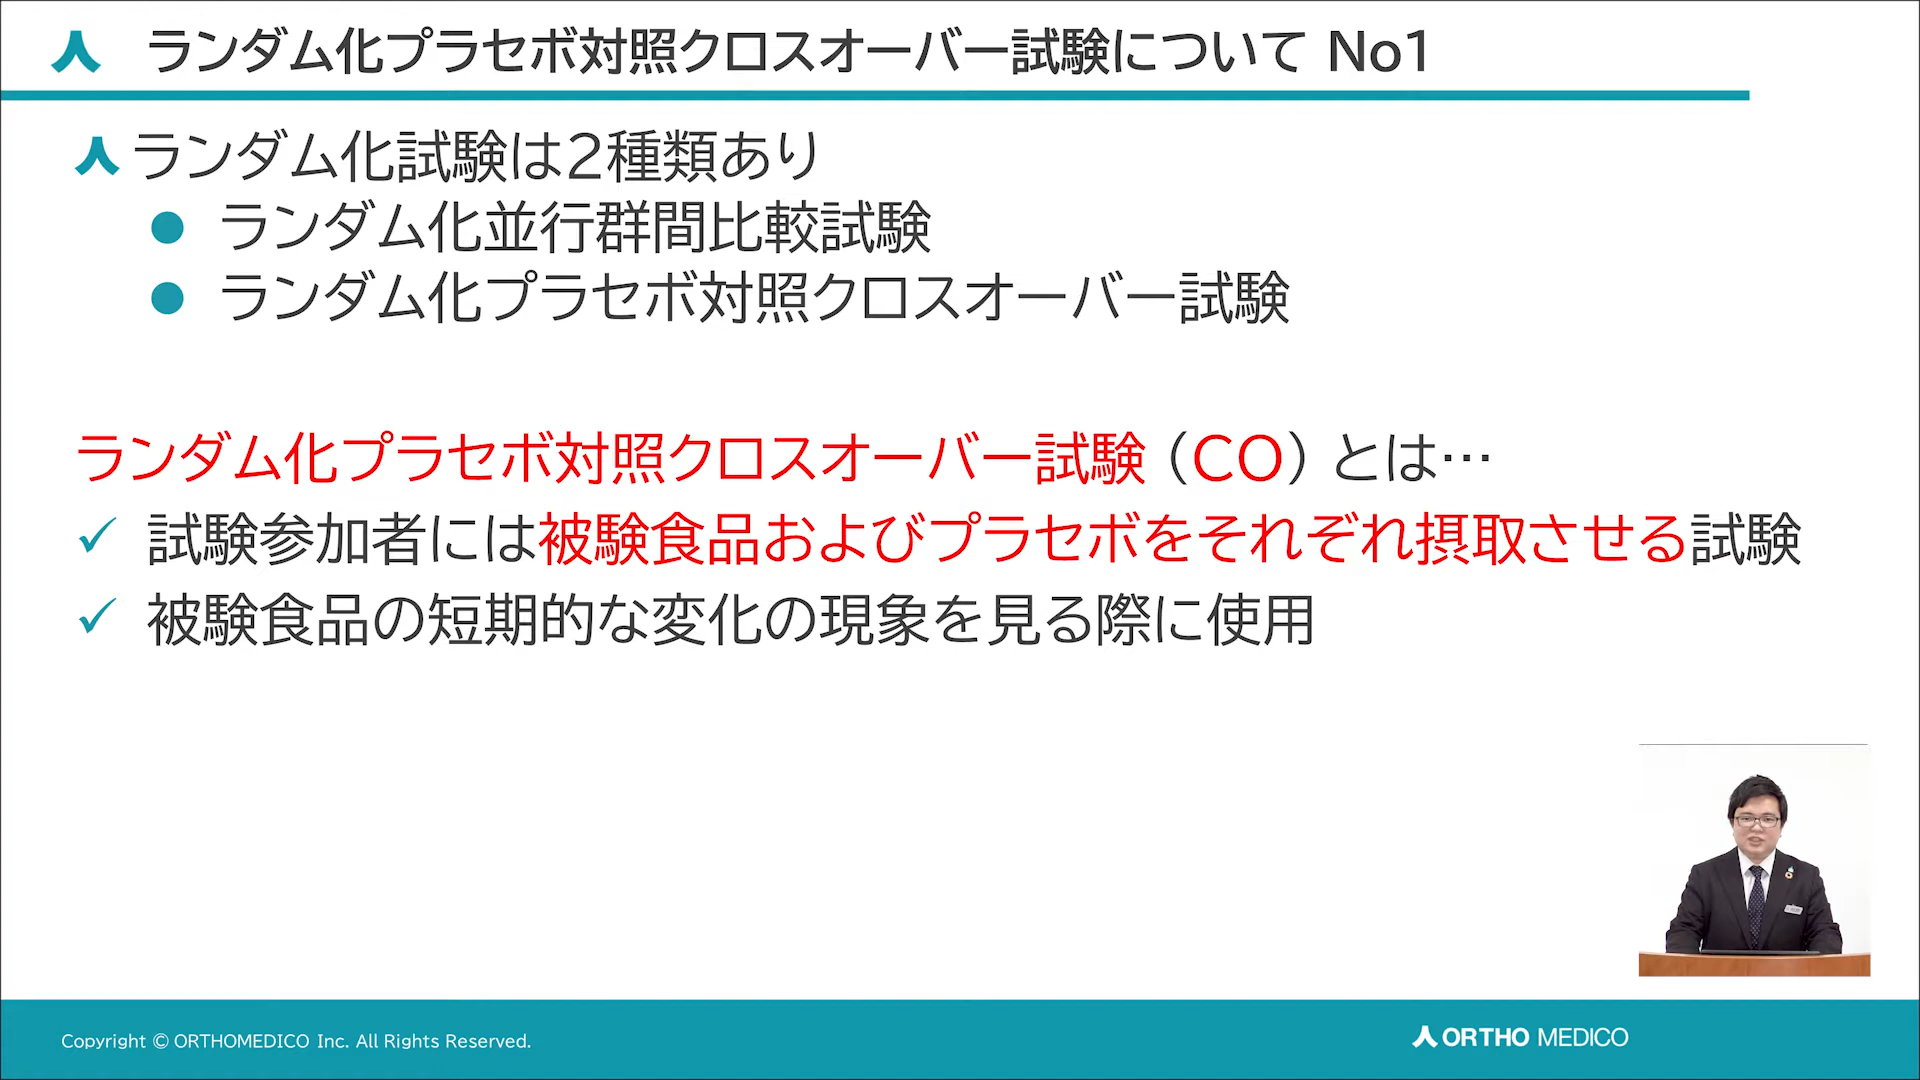 ランダム化プラセボ対照クロスオーバー試験について No1
ランダム化試験は2種類あり
ランダム化並行群間比較試験
ランダム化プラセボ対照クロスオーバー試験
ランダム化プラセボ対照クロスオーバー試験（CO）とは…
試験参加者には被験食品およびプラセボをそれぞれ摂取させる試験
被験食品の短期的な変化の現象を見る際に使用
Copyright © ORTHOMEDICO Inc. All Rights Reserved.
ORTHO MEDICO